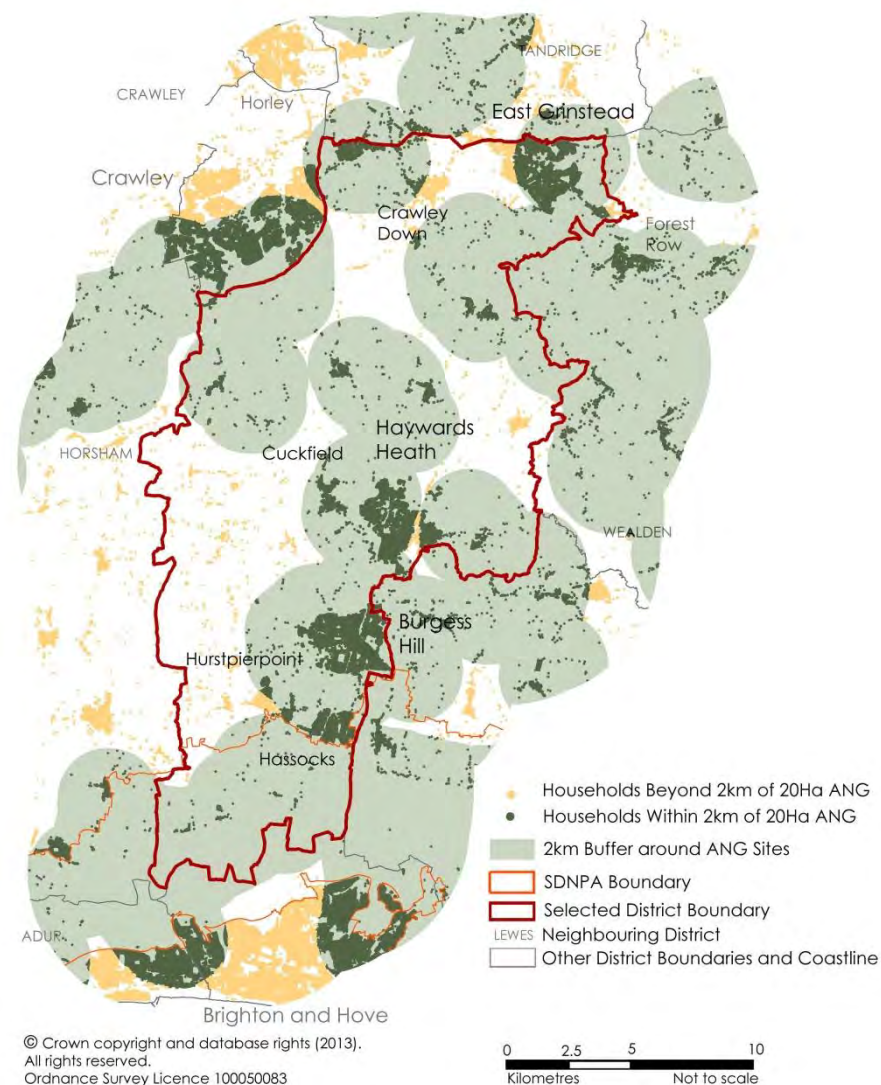 TANDRIDGE
CRAWLEY
Horley
East Grinstead
Crawley
Crawley
Down
Forest
Row
HORSHAM
Cuckfield
Haywards
Heath
WEALDEN
Burgess
Hill
Hurstpierpoint
Hassocks
Households Beyond 2km of 20Ha ANG
Households Within 2km of 20Ha ANG
2km Buffer around ANG Sites
SDNPA Boundary
Selected District Boundary
LEWES Neighbouring District
Other District Boundaries and Coastline
ADUR
Brighton and Hove
© Crown copyright and database rights (2013).
All rights reserved.
Ordnance Survey Licence 100050083
0 2.5 5 10
Kilometres Not to scale